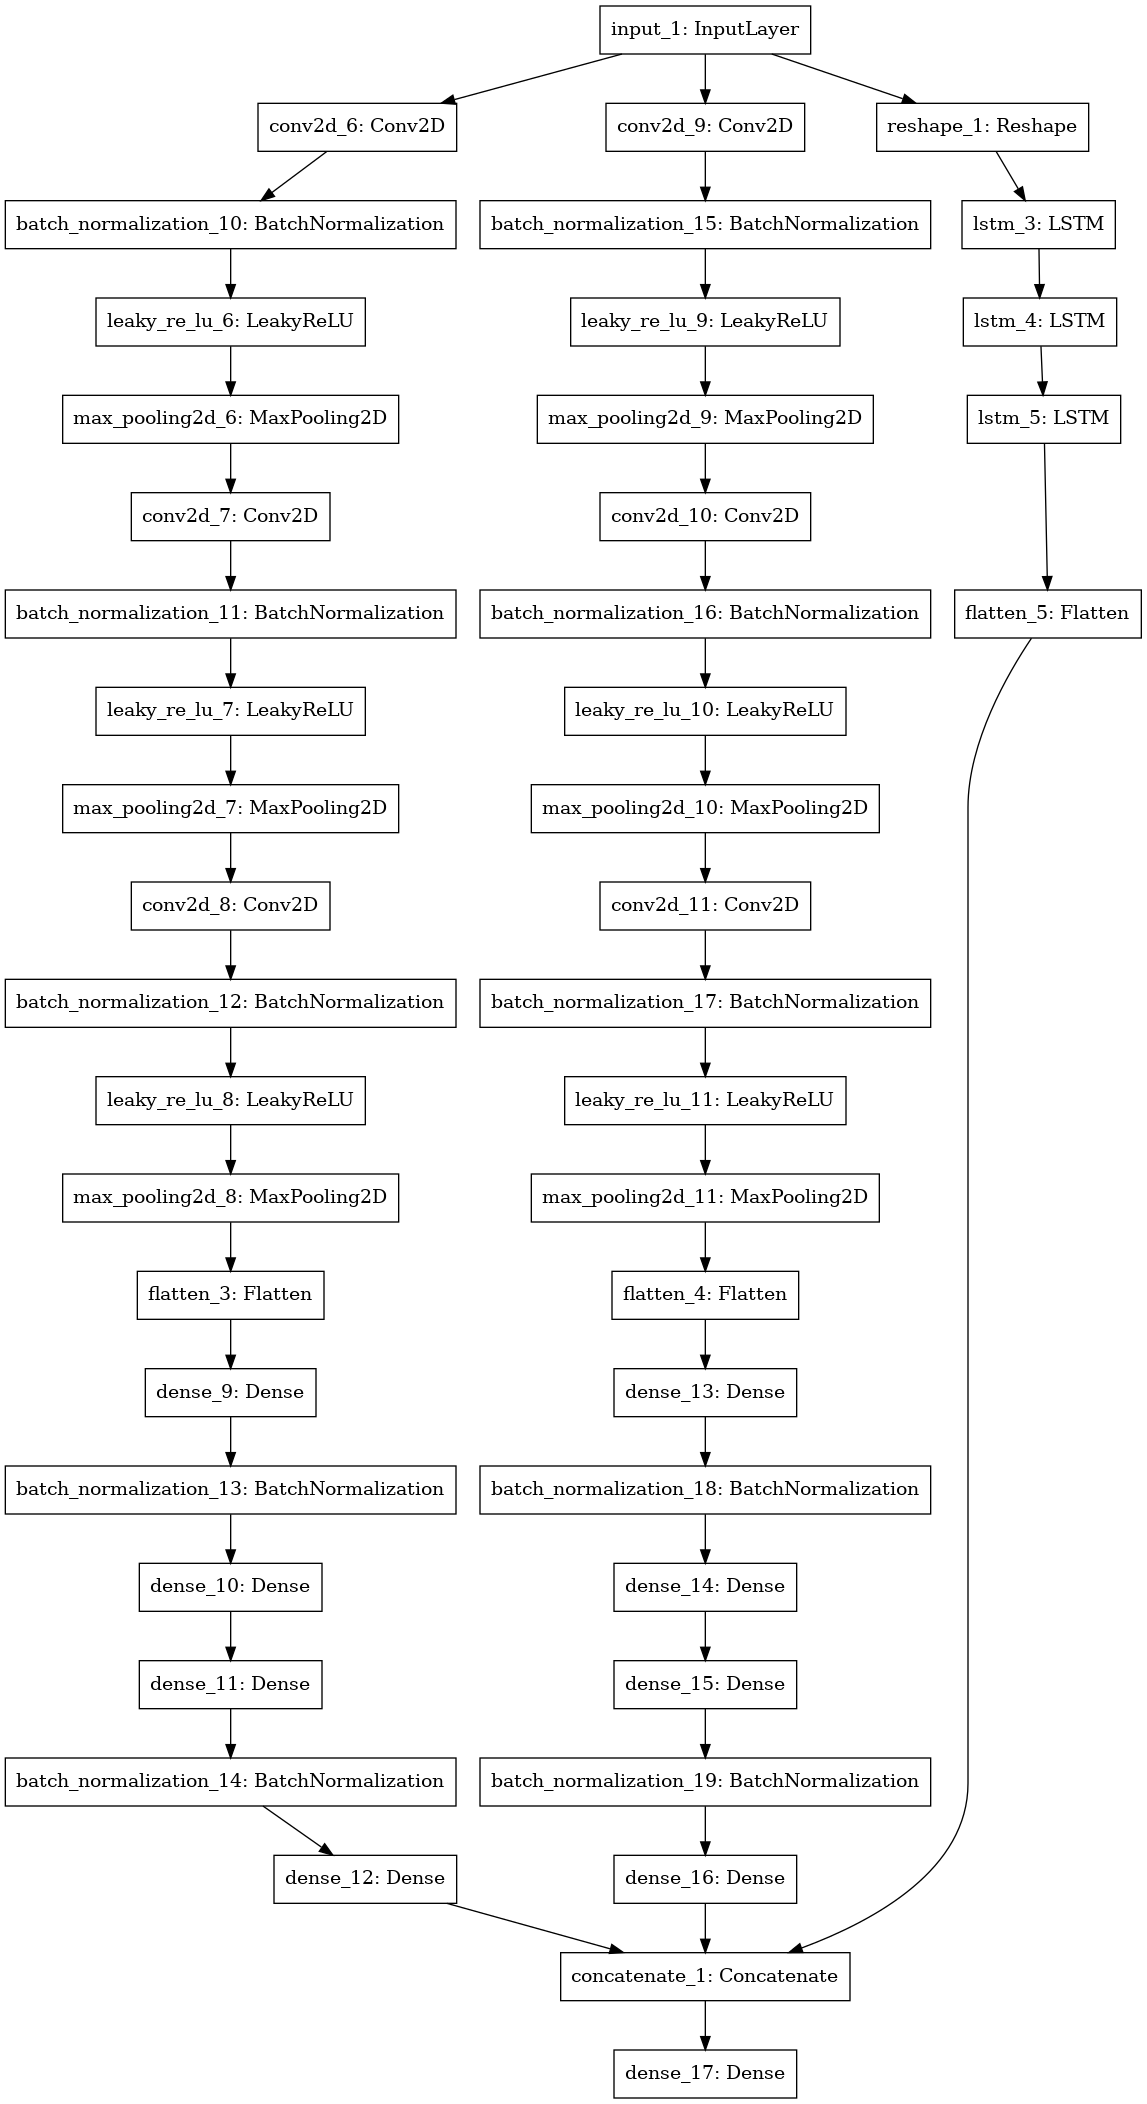 input_1: InputLayer
conv2d_6: Conv2D
conv2d_9: Conv2D
reshape_1: Reshape
batch_normalization_10: BatchNormalization
batch_normalization_15: BatchNormalization
lstm_3: LSTM
leaky_re_lu_6: LeakyReLU
leaky_re_lu_9: LeakyReLU
lstm_4: LSTM
max_pooling2d_6: MaxPooling2D
max_pooling2d_9: MaxPooling2D
lstm_5: LSTM
conv2d_7: Conv2D
conv2d_10: Conv2D
batch_normalization_11: BatchNormalization
batch_normalization_16: BatchNormalization
flatten_5: Flatten
leaky_re_lu_7: LeakyReLU
leaky_re_lu_10: LeakyReLU
max_pooling2d_7: MaxPooling2D
max_pooling2d_10: MaxPooling2D
conv2d_8: Conv2D
conv2d_11: Conv2D
batch_normalization_12: BatchNormalization
batch_normalization_17: BatchNormalization
leaky_re_lu_8: LeakyReLU
leaky_re_lu_11: LeakyReLU
max_pooling2d_8: MaxPooling2D
max_pooling2d_11: MaxPooling2D
flatten_3: Flatten
flatten_4: Flatten
dense_9: Dense
dense_13: Dense
batch_normalization_13: BatchNormalization
batch_normalization_18: BatchNormalization
dense_10: Dense
dense_14: Dense
dense_11: Dense
dense_15: Dense
batch_normalization_14: BatchNormalization
batch_normalization_19: BatchNormalization
dense_12: Dense
dense_16: Dense
concatenate_1: Concatenate
dense_17: Dense